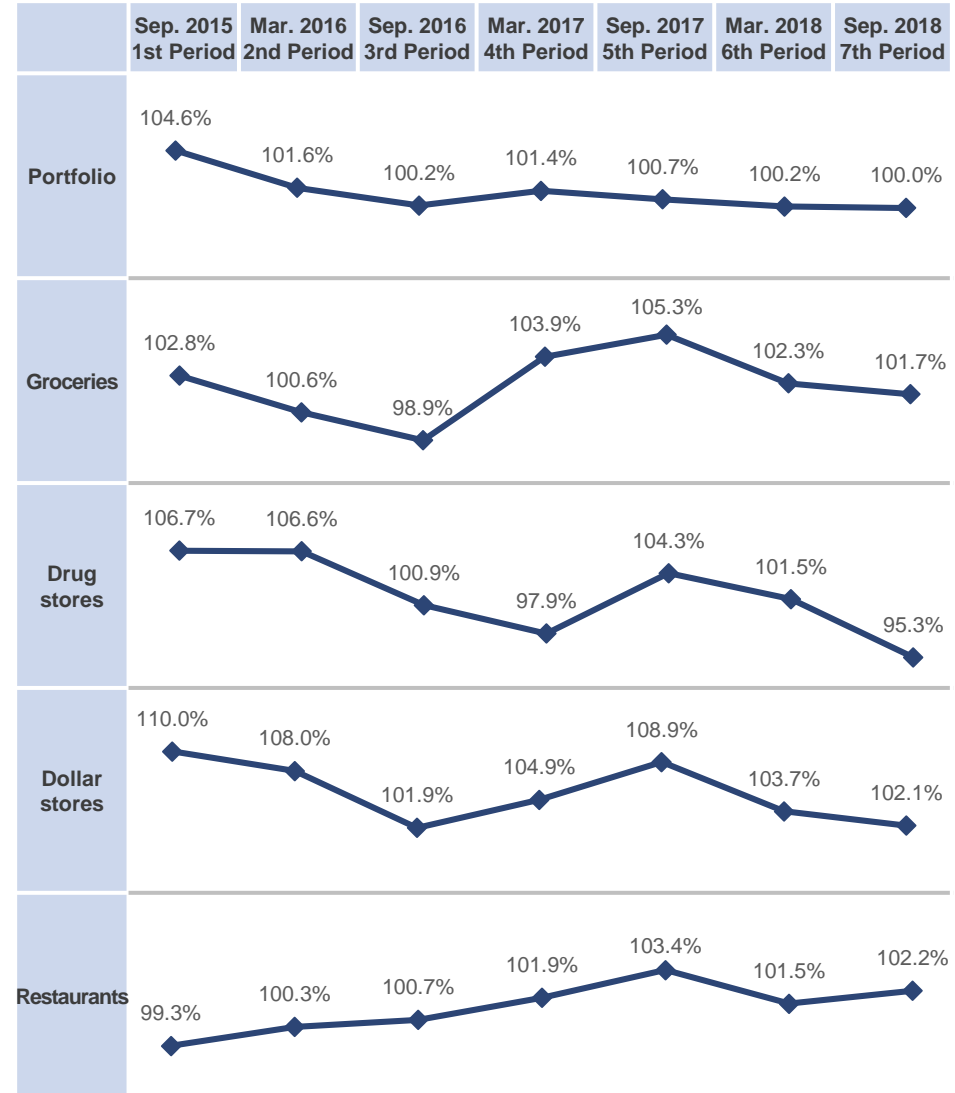 Sep. 2015 Mar. 2016 Sep. 2016 Mar. 2017 Sep. 2017 Mar. 2018 Sep. 2018
1st Period 2nd Period 3rd Period 4th Period 5th Period 6th Period 7th Period
Portfolio
104.6% 101.6% 100.2% 101.4% 100.7% 100.2% 100.0%
Groceries
102.8% 100.6% 98.9% 103.9% 105.3% 102.3% 101.7%
Drug
stores
106.7% 106.6% 100.9% 97.9% 104.3% 101.5% 95.3%
Dollar
stores
110.0% 108.0% 101.9% 104.9% 108.9% 103.7% 102.1%
Restaurants
99.3% 100.3% 100.7% 101.9% 103.4% 101.5% 102.2%